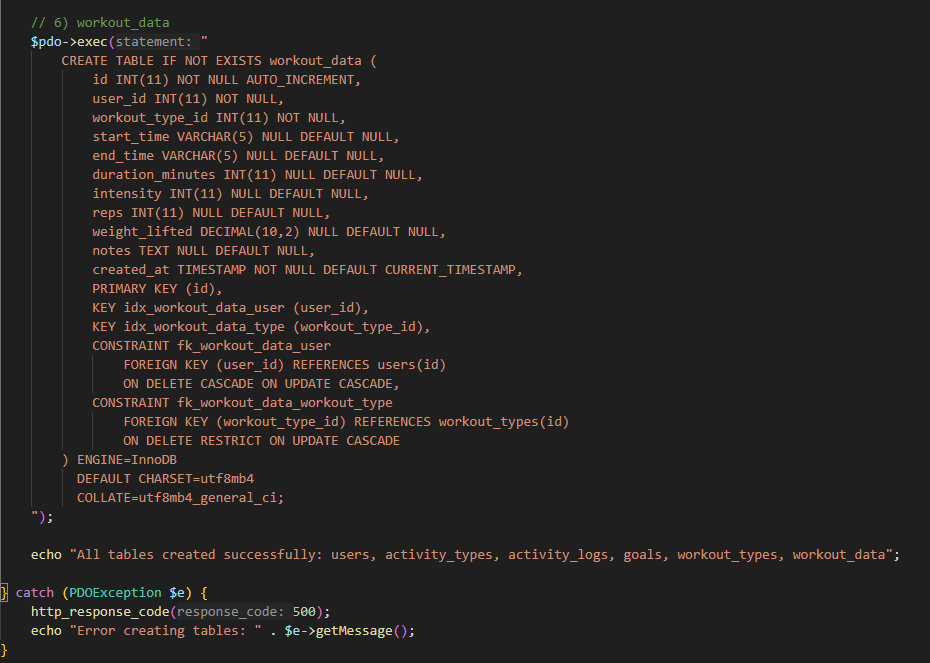 // 6) workout_data
$pdo->exec(statement: "
CREATE TABLE IF NOT EXISTS workout_data (
id INT(11) NOT NULL AUTO_INCREMENT,
user_id INT(11) NOT NULL,
workout_type_id INT(11) NOT NULL,
start_time VARCHAR(5) NULL DEFAULT NULL,
end_time VARCHAR(5) NULL DEFAULT NULL,
duration_minutes INT(11) NULL DEFAULT NULL,
intensity INT(11) NULL DEFAULT NULL,
reps INT(11) NULL DEFAULT NULL,
weight_lifted DECIMAL(10,2) NULL DEFAULT NULL,
notes TEXT NULL DEFAULT NULL,
created_at TIMESTAMP NOT NULL DEFAULT CURRENT_TIMESTAMP,
PRIMARY KEY (id),
KEY idx_workout_data_user (user_id),
KEY idx_workout_data_type (workout_type_id),
CONSTRAINT fk_workout_data_user
FOREIGN KEY (user_id) REFERENCES users(id)
ON DELETE CASCADE ON UPDATE CASCADE,
CONSTRAINT fk_workout_data_workout_type
FOREIGN KEY (workout_type_id) REFERENCES workout_types(id)
ON DELETE RESTRICT ON UPDATE CASCADE
) ENGINE=InnoDB
DEFAULT CHARSET=utf8mb4
COLLATE=utf8mb4_general_ci;
");
echo "All tables created successfully: users, activity_types, activity_logs, goals, workout_types, workout_data";
} catch (PDOException $e) {
http_response_code(response_code: 500);
echo "Error creating tables: " . $e->getMessage();
}